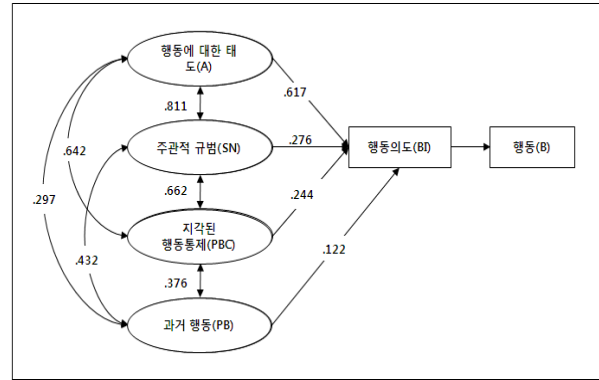 행동에 대한 태
도(A)
.811
.617
주관적 규범(SN)
.276
행동의도(BI)
행동(B)
.642
.662
.244
.297
지각된
행동통제(PBC)
.432
.376
.122
과거 행동(PB)